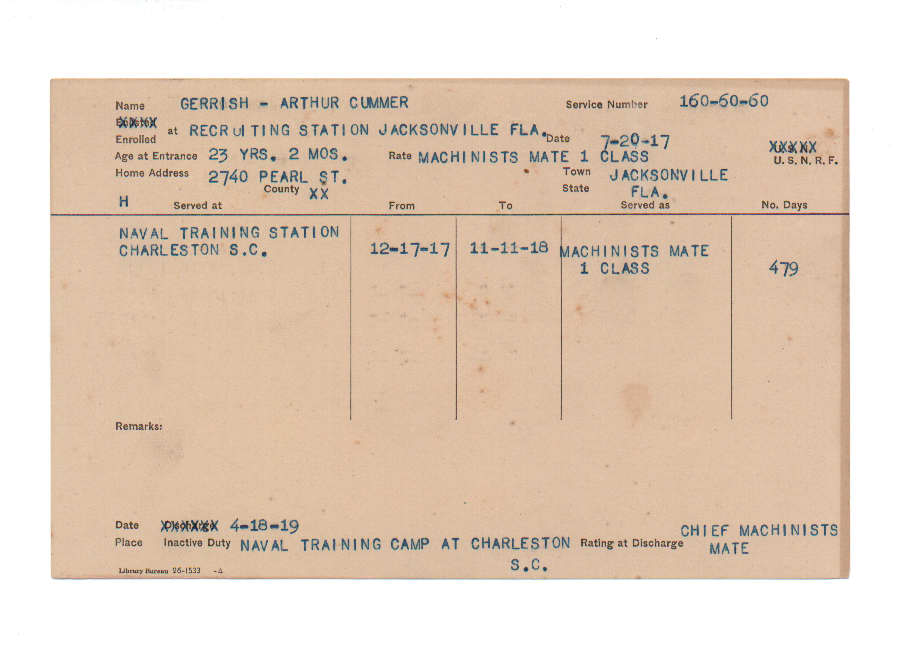 Name GERRISH - ARTHUR CUMMER Service Number 160-60-60
Enrolled at RECRUITING STATION JACKSONVILLE FLA. Date 7-20-17
Age at Entrance 23 YRS. 2 MOS. Rate MACHINISTS MATE 1 CLASS U. S. N. R. F.
Home Address 2740 PEARL ST. Town JACKSONVILLE
County XX State FLA.
H Served at From To Served as No. Days
NAVAL TRAINING STATION
CHARLESTON S.C. 12-17-17 11-11-18 MACHINISTS MATE
1 CLASS 479
Remarks:
Date 4-18-19 CHIEF MACHINISTS
Place Inactive Duty NAVAL TRAINING CAMP AT CHARLESTON Rating at Discharge MATE
S.C.
Library Bureau 26-1533 -A